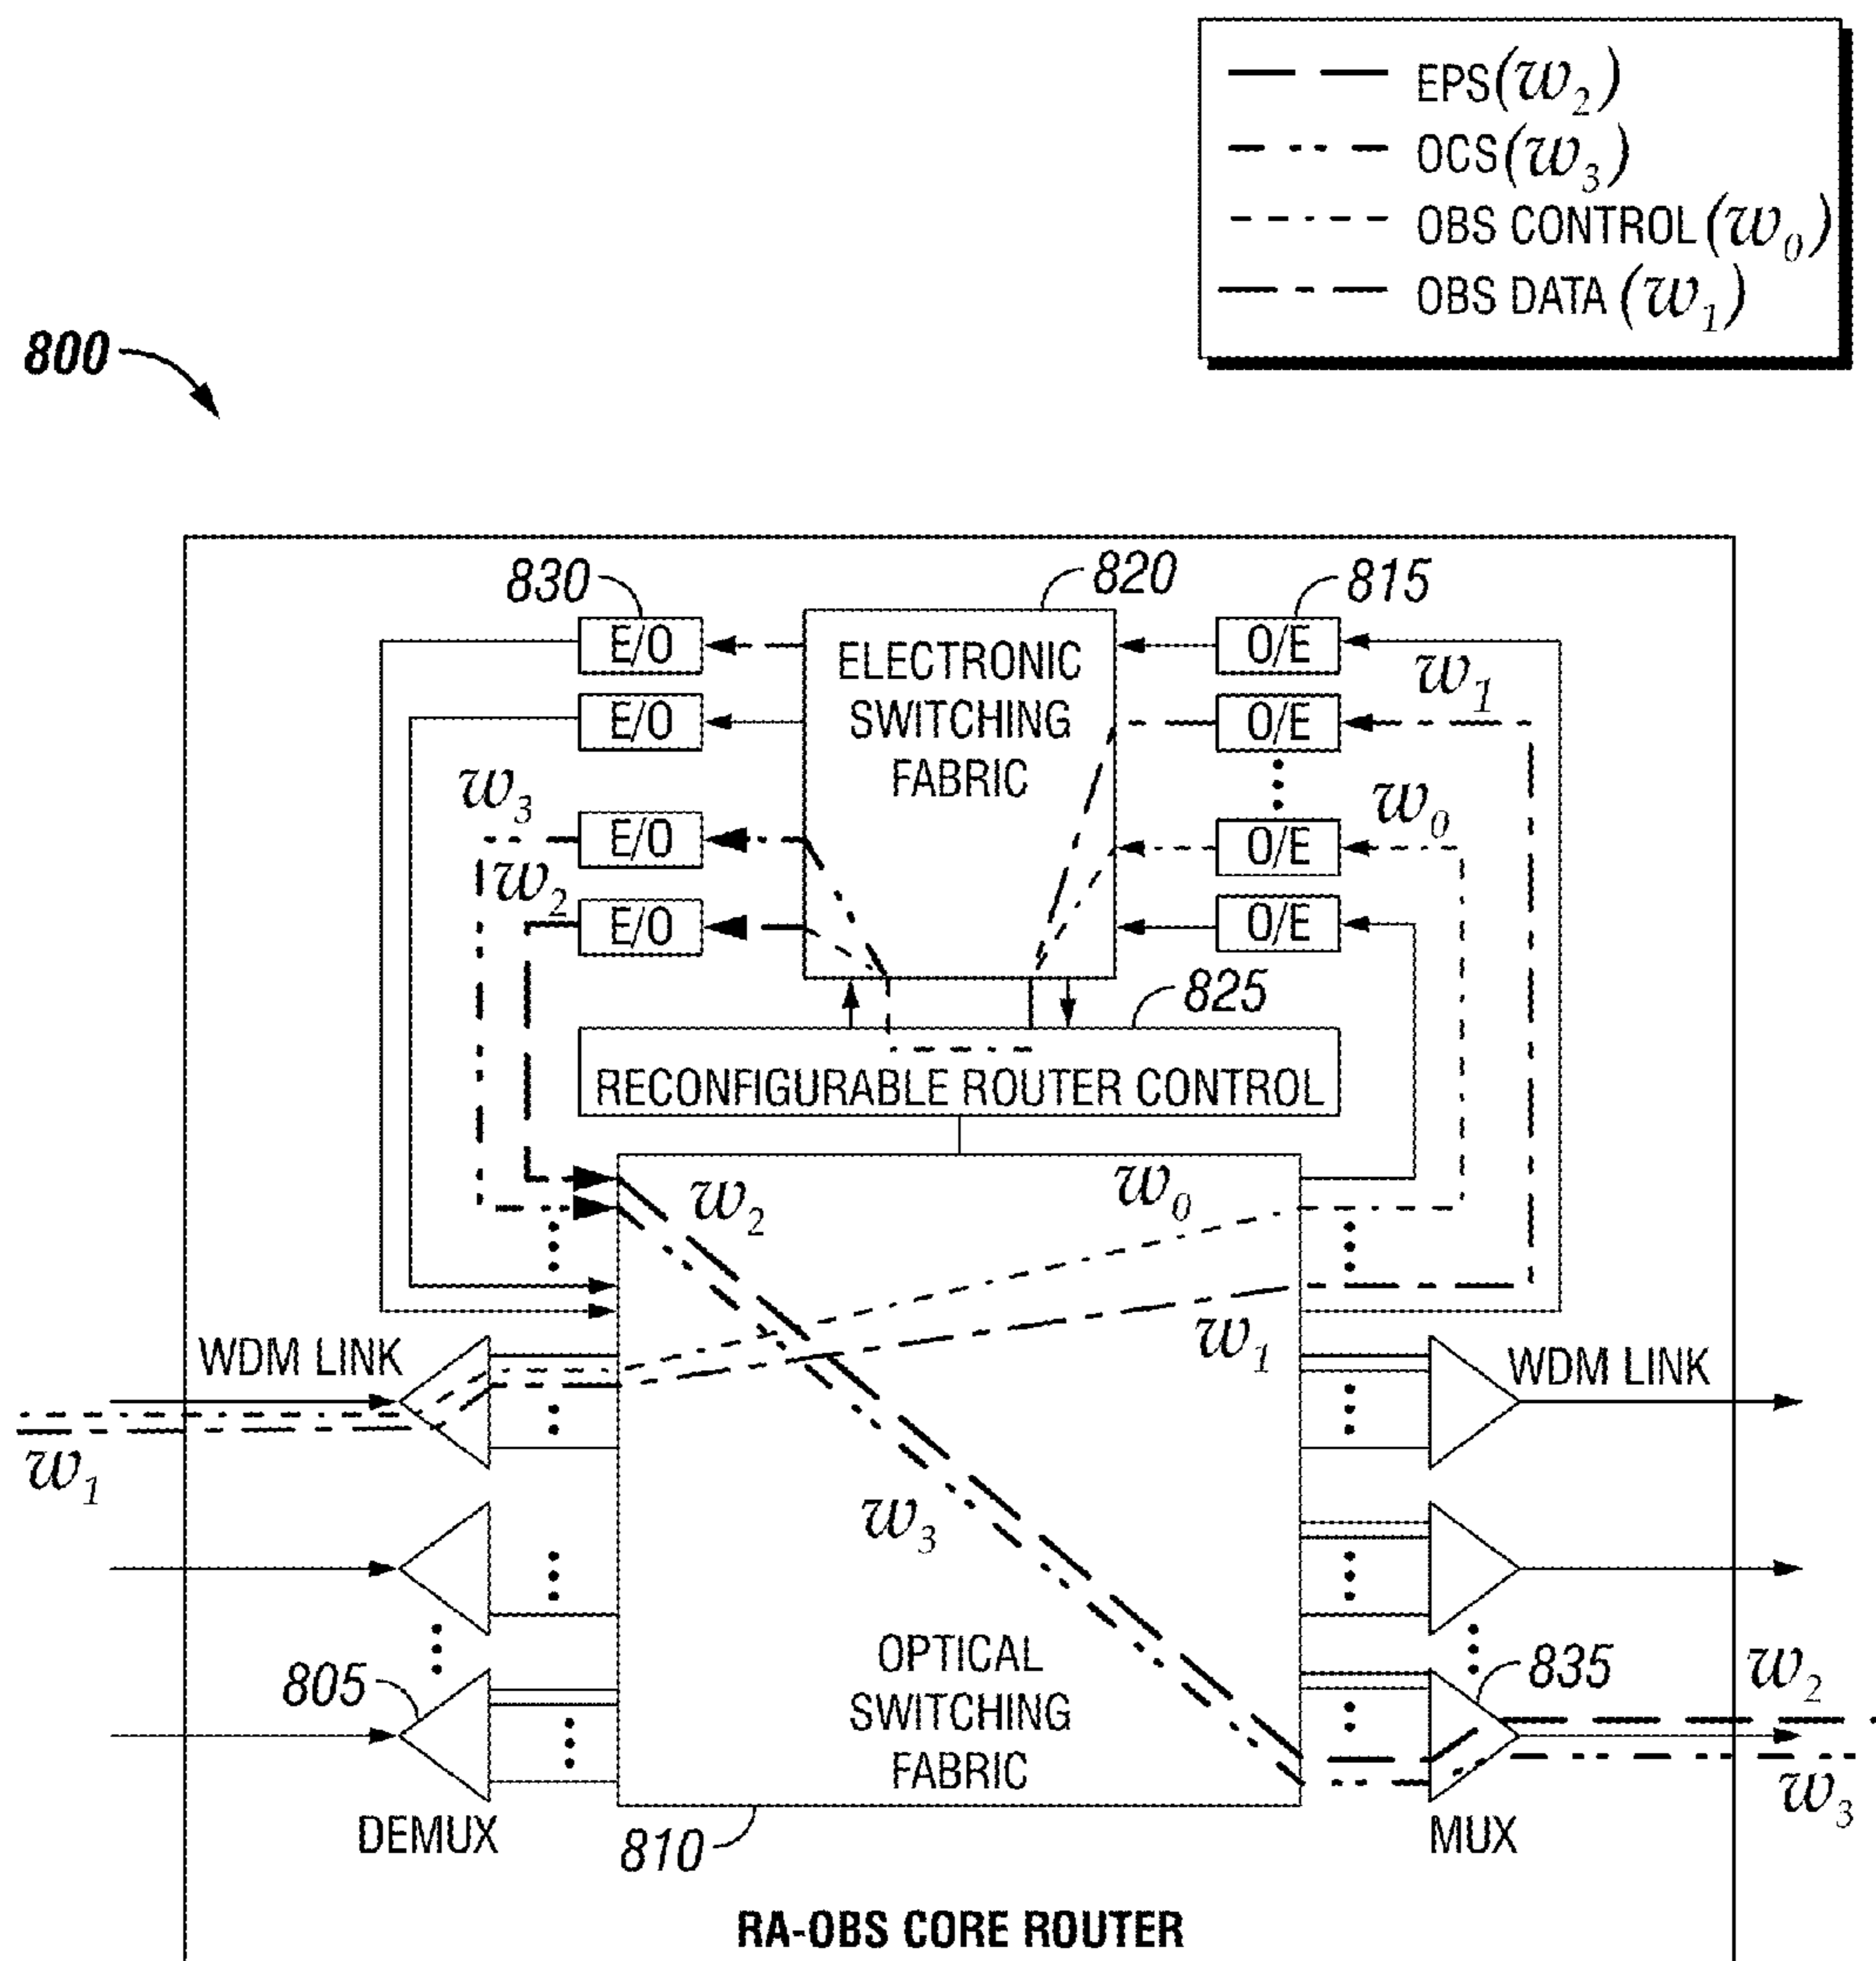 EPS(w₂)
OCS(w₃)
OBS CONTROL(w₀)
OBS DATA (w₁)
800
830
820
815
E/O
ELECTRONIC
SWITCHING
FABRIC
O/E
w₁
E/O
O/E
w₃
w₀
E/O
O/E
w₂
E/O
O/E
825
RECONFIGURABLE ROUTER CONTROL
w₂
w₀
w₁
WDM LINK
WDM LINK
w₁
w₃
805
OPTICAL
SWITCHING
FABRIC
835
w₂
w₃
DEMUX
810
MUX
RA-OBS CORE ROUTER